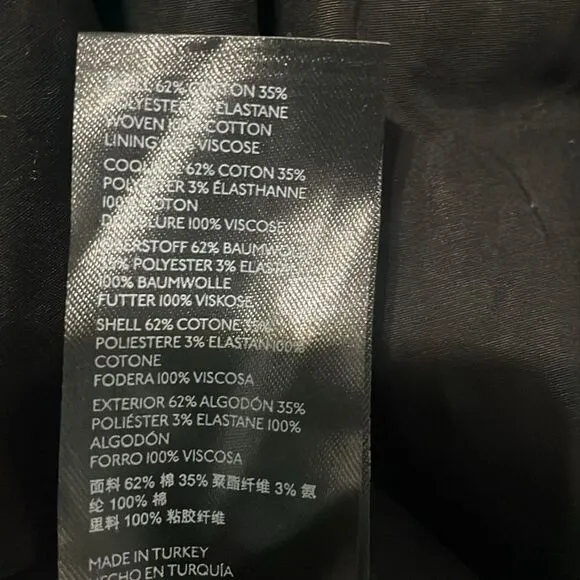 SHELL 62% COTTON 35%
POLYESTER 3% ELASTANE
WOVEN 100% COTTON
LINING 100% VISCOSE
62% COTON 35%
POLYESTER 3% ÉLASTHANNE
100% COTON
DOUBLURE 100% VISCOSE
OBERSTOFF 62% BAUMWOLLE
35% POLYESTER 3% ELASTAN
100% BAUMWOLLE
FUTTER 100% VISKOSE
SHELL 62% COTONE 35%
POLIESTERE 3% ELASTAN 100%
COTONE
FODERA 100% VISCOSA
EXTERIOR 62% ALGODÓN 35%
POLIÉSTER 3% ELASTANE 100%
ALGODÓN
FORRO 100% VISCOSA
面料 62% 棉 35% 聚酯纤维 3% 氨
纶 100% 棉
里料 100% 粘胶纤维
MADE IN TURKEY
HECHO EN TURQUÍA